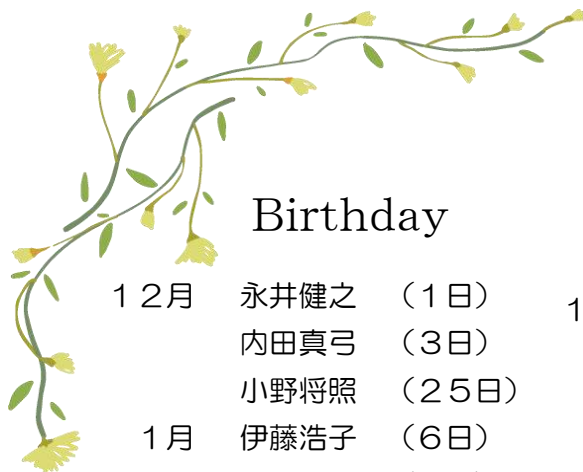 Birthday
12月 永井健之 (1日) 1
内田真弓 (3日)
小野将照 (25日)
1月 伊藤浩子 (6日)